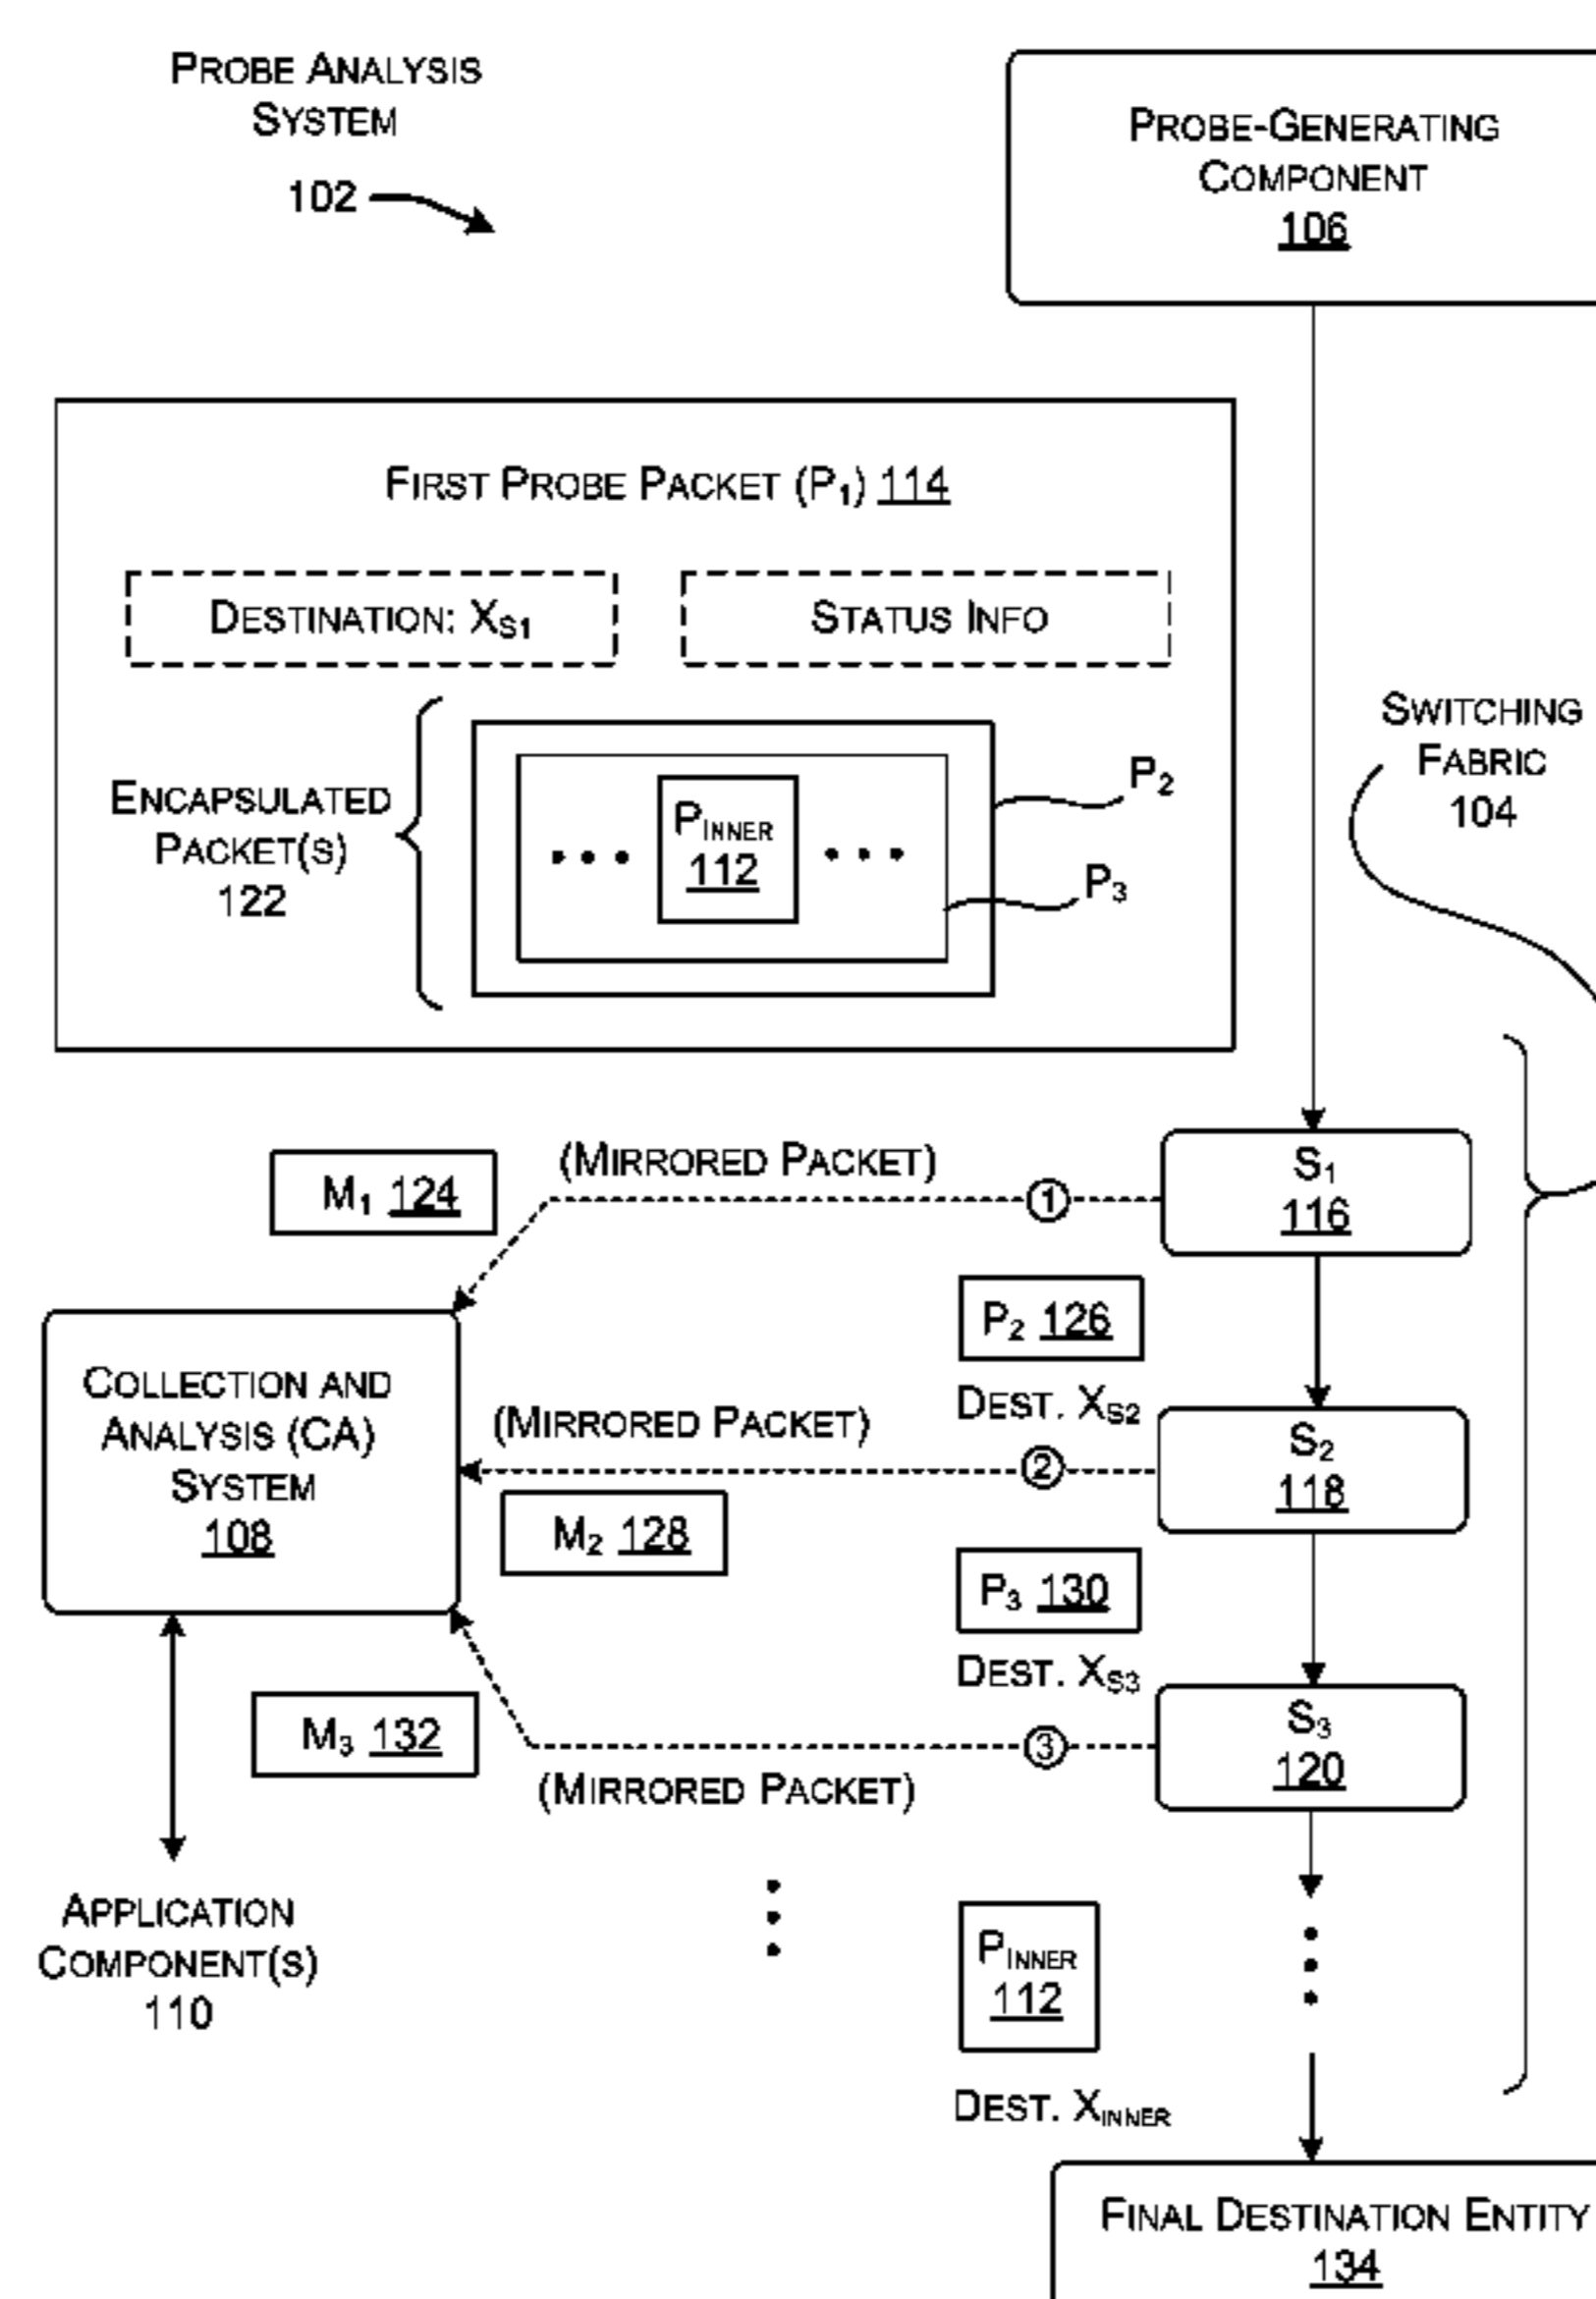 PROBE ANALYSIS
SYSTEM
102
PROBE-GENERATING
COMPONENT
106
FIRST PROBE PACKET (P1) 114
DESTINATION: XS1
STATUS INFO
ENCAPSULATED
PACKET(S)
122
PINNER
112
P2
P3
SWITCHING
FABRIC
104
M1 124
(MIRRORED PACKET)
1
S1
116
P2 126
DEST. XS2
COLLECTION AND
ANALYSIS (CA)
SYSTEM
108
(MIRRORED PACKET)
2
M2 128
S2
118
P3 130
DEST. XS3
M3 132
3
(MIRRORED PACKET)
S3
120
APPLICATION
COMPONENT(S)
110
PINNER
112
DEST. XINNER
FINAL DESTINATION ENTITY
134